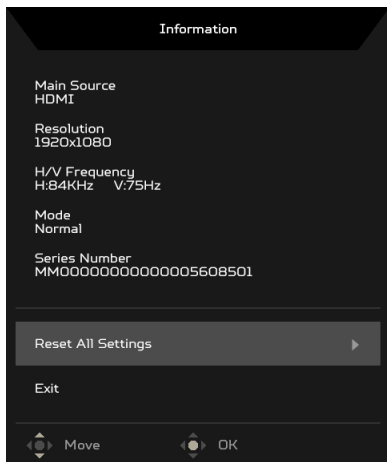 Information
Main Source
HDMI
Resolution
1920x1080
H/V Frequency
H:84KHz V:75Hz
Mode
Normal
Series Number
MM00000000000005608501
Reset All Settings
Exit
Move OK